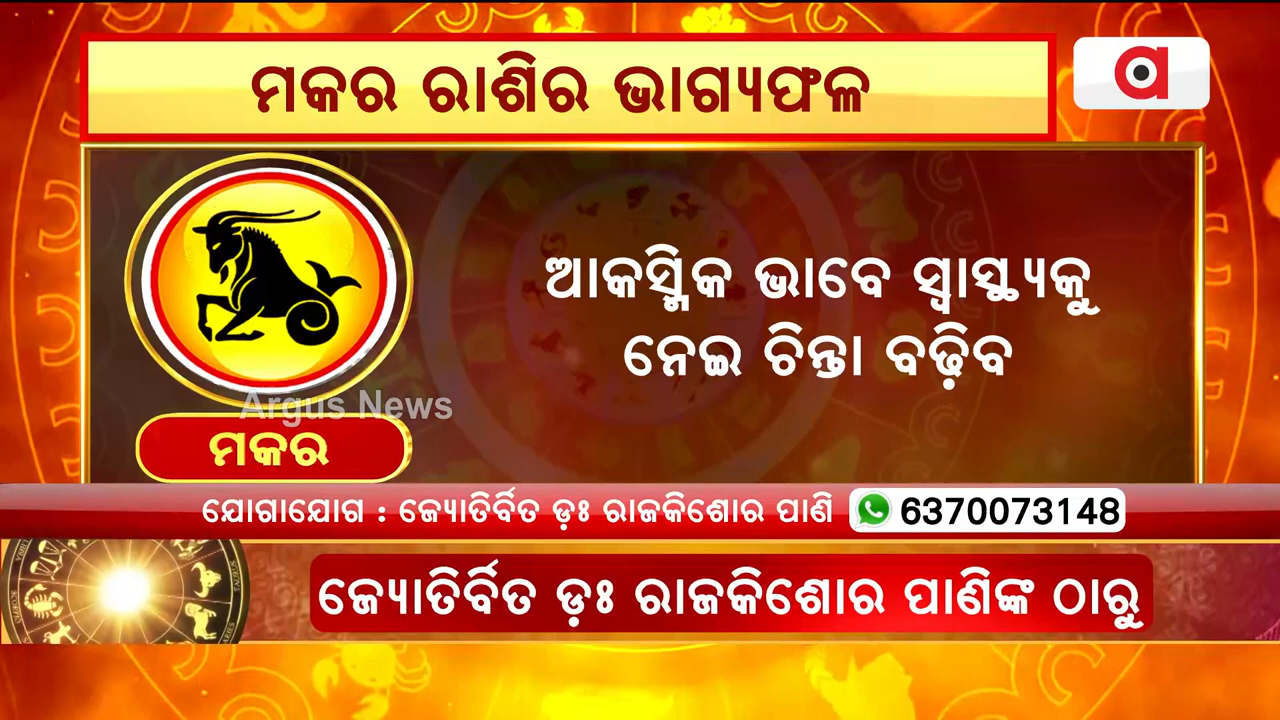 ମକର ରାଶିର ଭାଗ୍ୟଫଳ
a
ଆକସ୍ମିକ ଭାବେ ସ୍ୱାସ୍ଥ୍ୟକୁ
ନେଇ ଚିନ୍ତା ବଢ଼ିବ
Argus News
ମକର
ଯୋଗାଯୋଗ : ଜ୍ୟୋତିର୍ବିତ ଡ଼ଃ ରାଜକିଶୋର ପାଣି 6370073148
ଜ୍ୟୋତିର୍ବିତ ଡ଼ଃ ରାଜକିଶୋର ପାଣିଙ୍କ ଠାରୁ